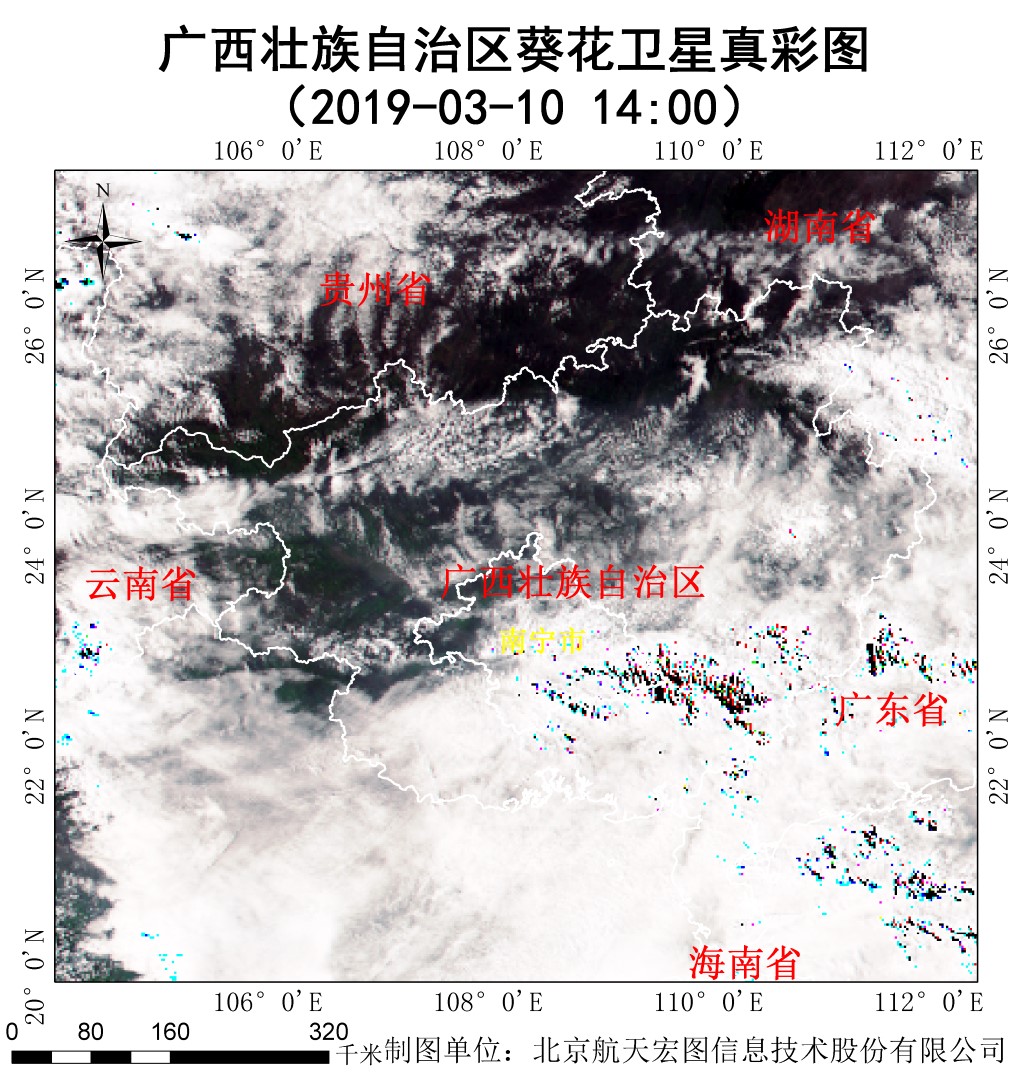 广西壮族自治区葵花卫星真彩图
（2019-03-10 14:00）
106° 0'E 108° 0'E 110° 0'E 112° 0'E
N
湖南省
贵州省
26° 0'N
26° 0'N
24° 0'N
24° 0'N
云南省
广西壮族自治区
南宁市
广东省
22° 0'N
22° 0'N
海南省
20° 0'N
106° 0'E 108° 0'E 110° 0'E 112° 0'E
0 80 160 320
千米
制图单位：北京航天宏图信息技术股份有限公司